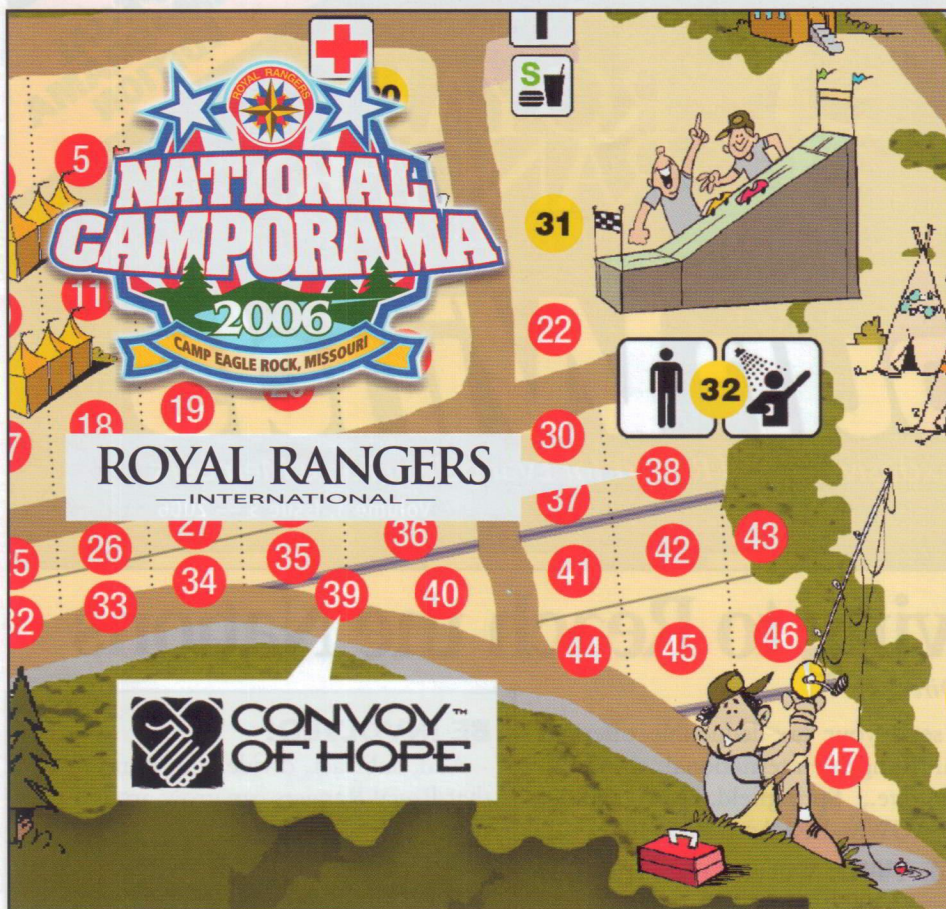 S
ROYAL RANGERS
5
NATIONAL
CAMPORAMA
31
11
2006
22
CAMP EAGLE ROCK, MISSOURI
32
18
19
30
ROYAL RANGERS
INTERNATIONAL
38
37
26
27
35
36
41
42
43
33
34
39
40
44
45
46
CONVOY™
OF HOPE
47